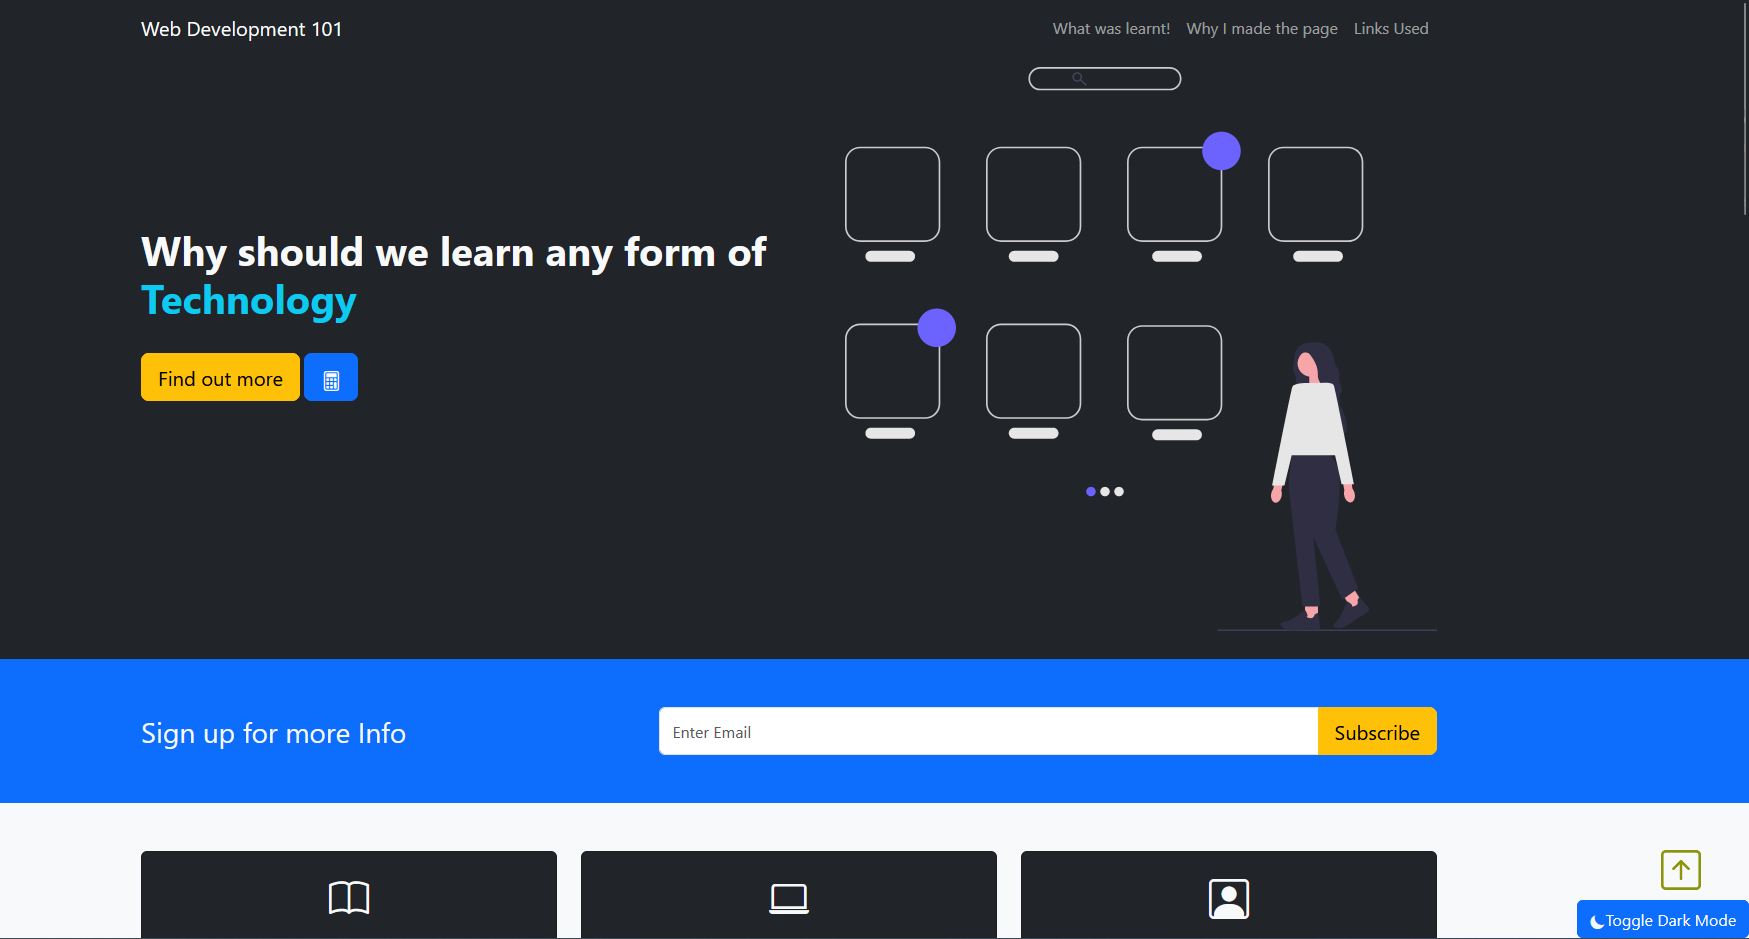 Web Development 101
What was learnt! Why I made the page Links Used
Why should we learn any form of
Technology
Find out more
Sign up for more Info
Enter Email
Subscribe
Toggle Dark Mode